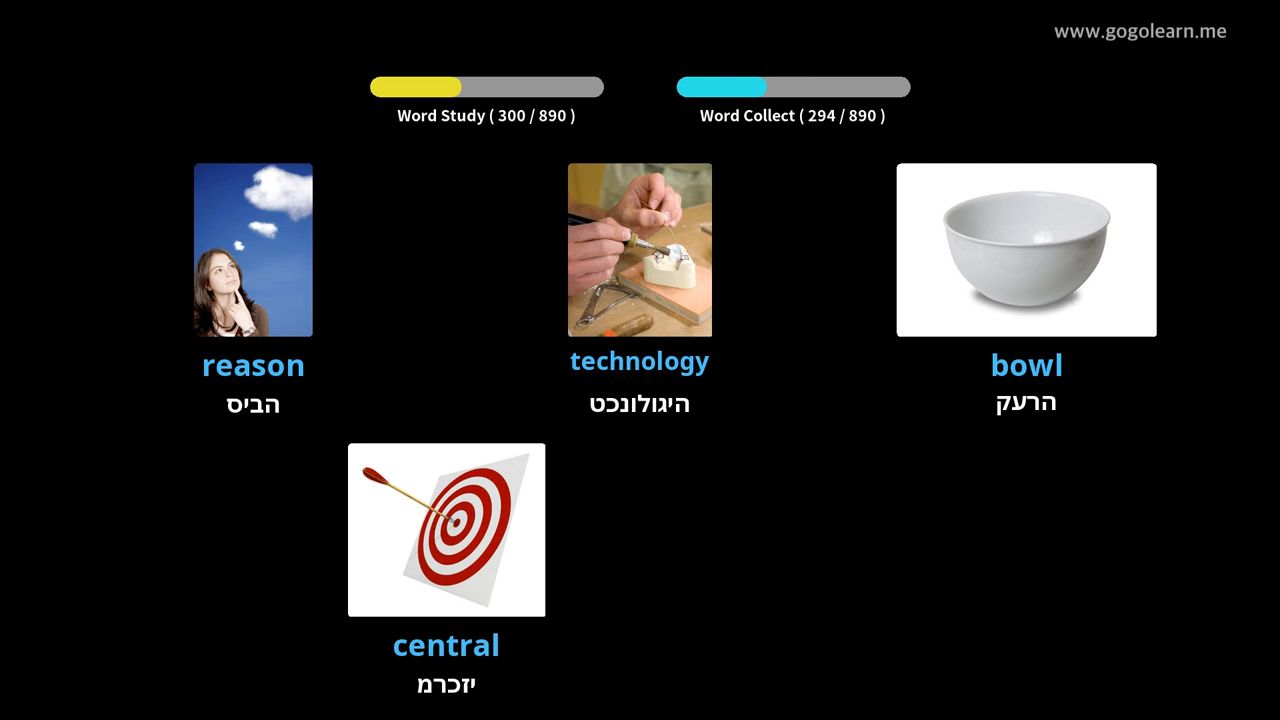 www.gogolearn.me
Word Study ( 300 / 890 )
Word Collect ( 294 / 890 )
reason
הביס
technology
היגולונכט
bowl
הרעק
central
יזכרמ